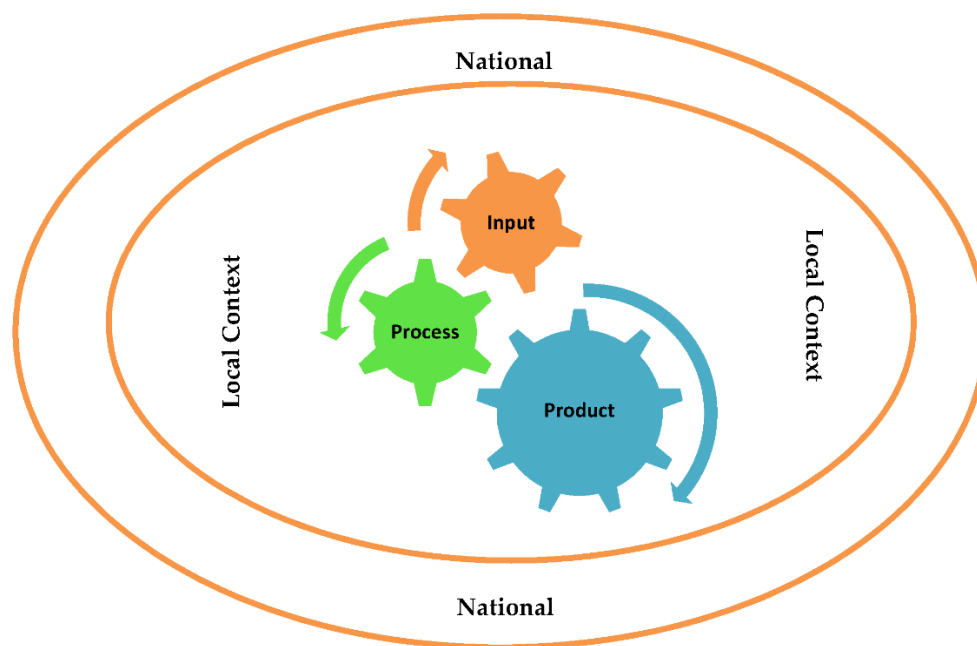 National
Input
Local Context
Local Context
Process
Product
National